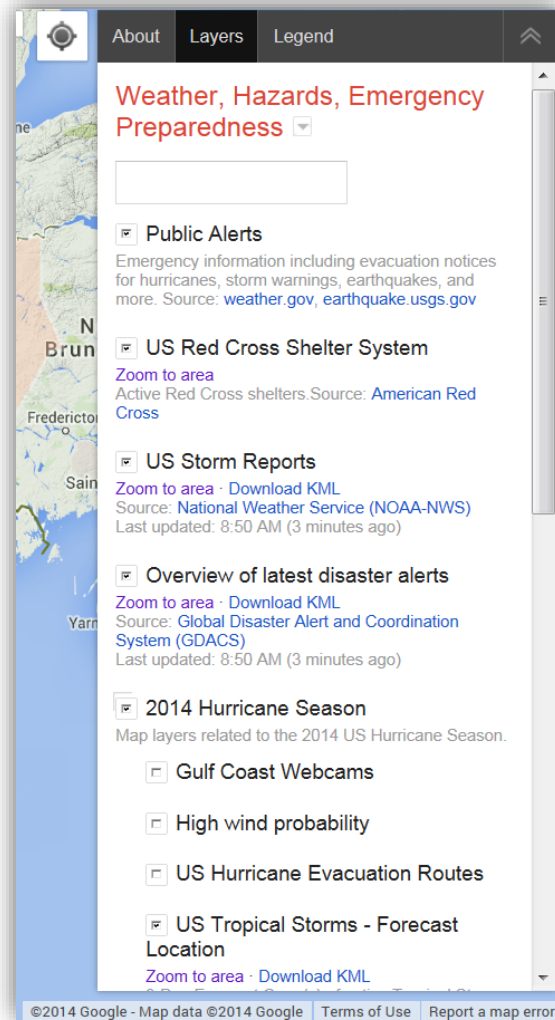 About Layers Legend
Weather, Hazards, Emergency
Preparedness
Public Alerts
Emergency information including evacuation notices
for hurricanes, storm warnings, earthquakes, and
more. Source: weather.gov, earthquake.usgs.gov
US Red Cross Shelter System
Zoom to area
Active Red Cross shelters.Source: American Red
Cross
US Storm Reports
Zoom to area · Download KML
Source: National Weather Service (NOAA-NWS)
Last updated: 8:50 AM (3 minutes ago)
Overview of latest disaster alerts
Zoom to area · Download KML
Source: Global Disaster Alert and Coordination
System (GDACS)
Last updated: 8:50 AM (3 minutes ago)
2014 Hurricane Season
Map layers related to the 2014 US Hurricane Season.
Gulf Coast Webcams
High wind probability
US Hurricane Evacuation Routes
US Tropical Storms - Forecast
Location
Zoom to area · Download KML
ne
N
Brun
Fredericto
Sain
Yarn
©2014 Google - Map data ©2014 Google Terms of Use Report a map error